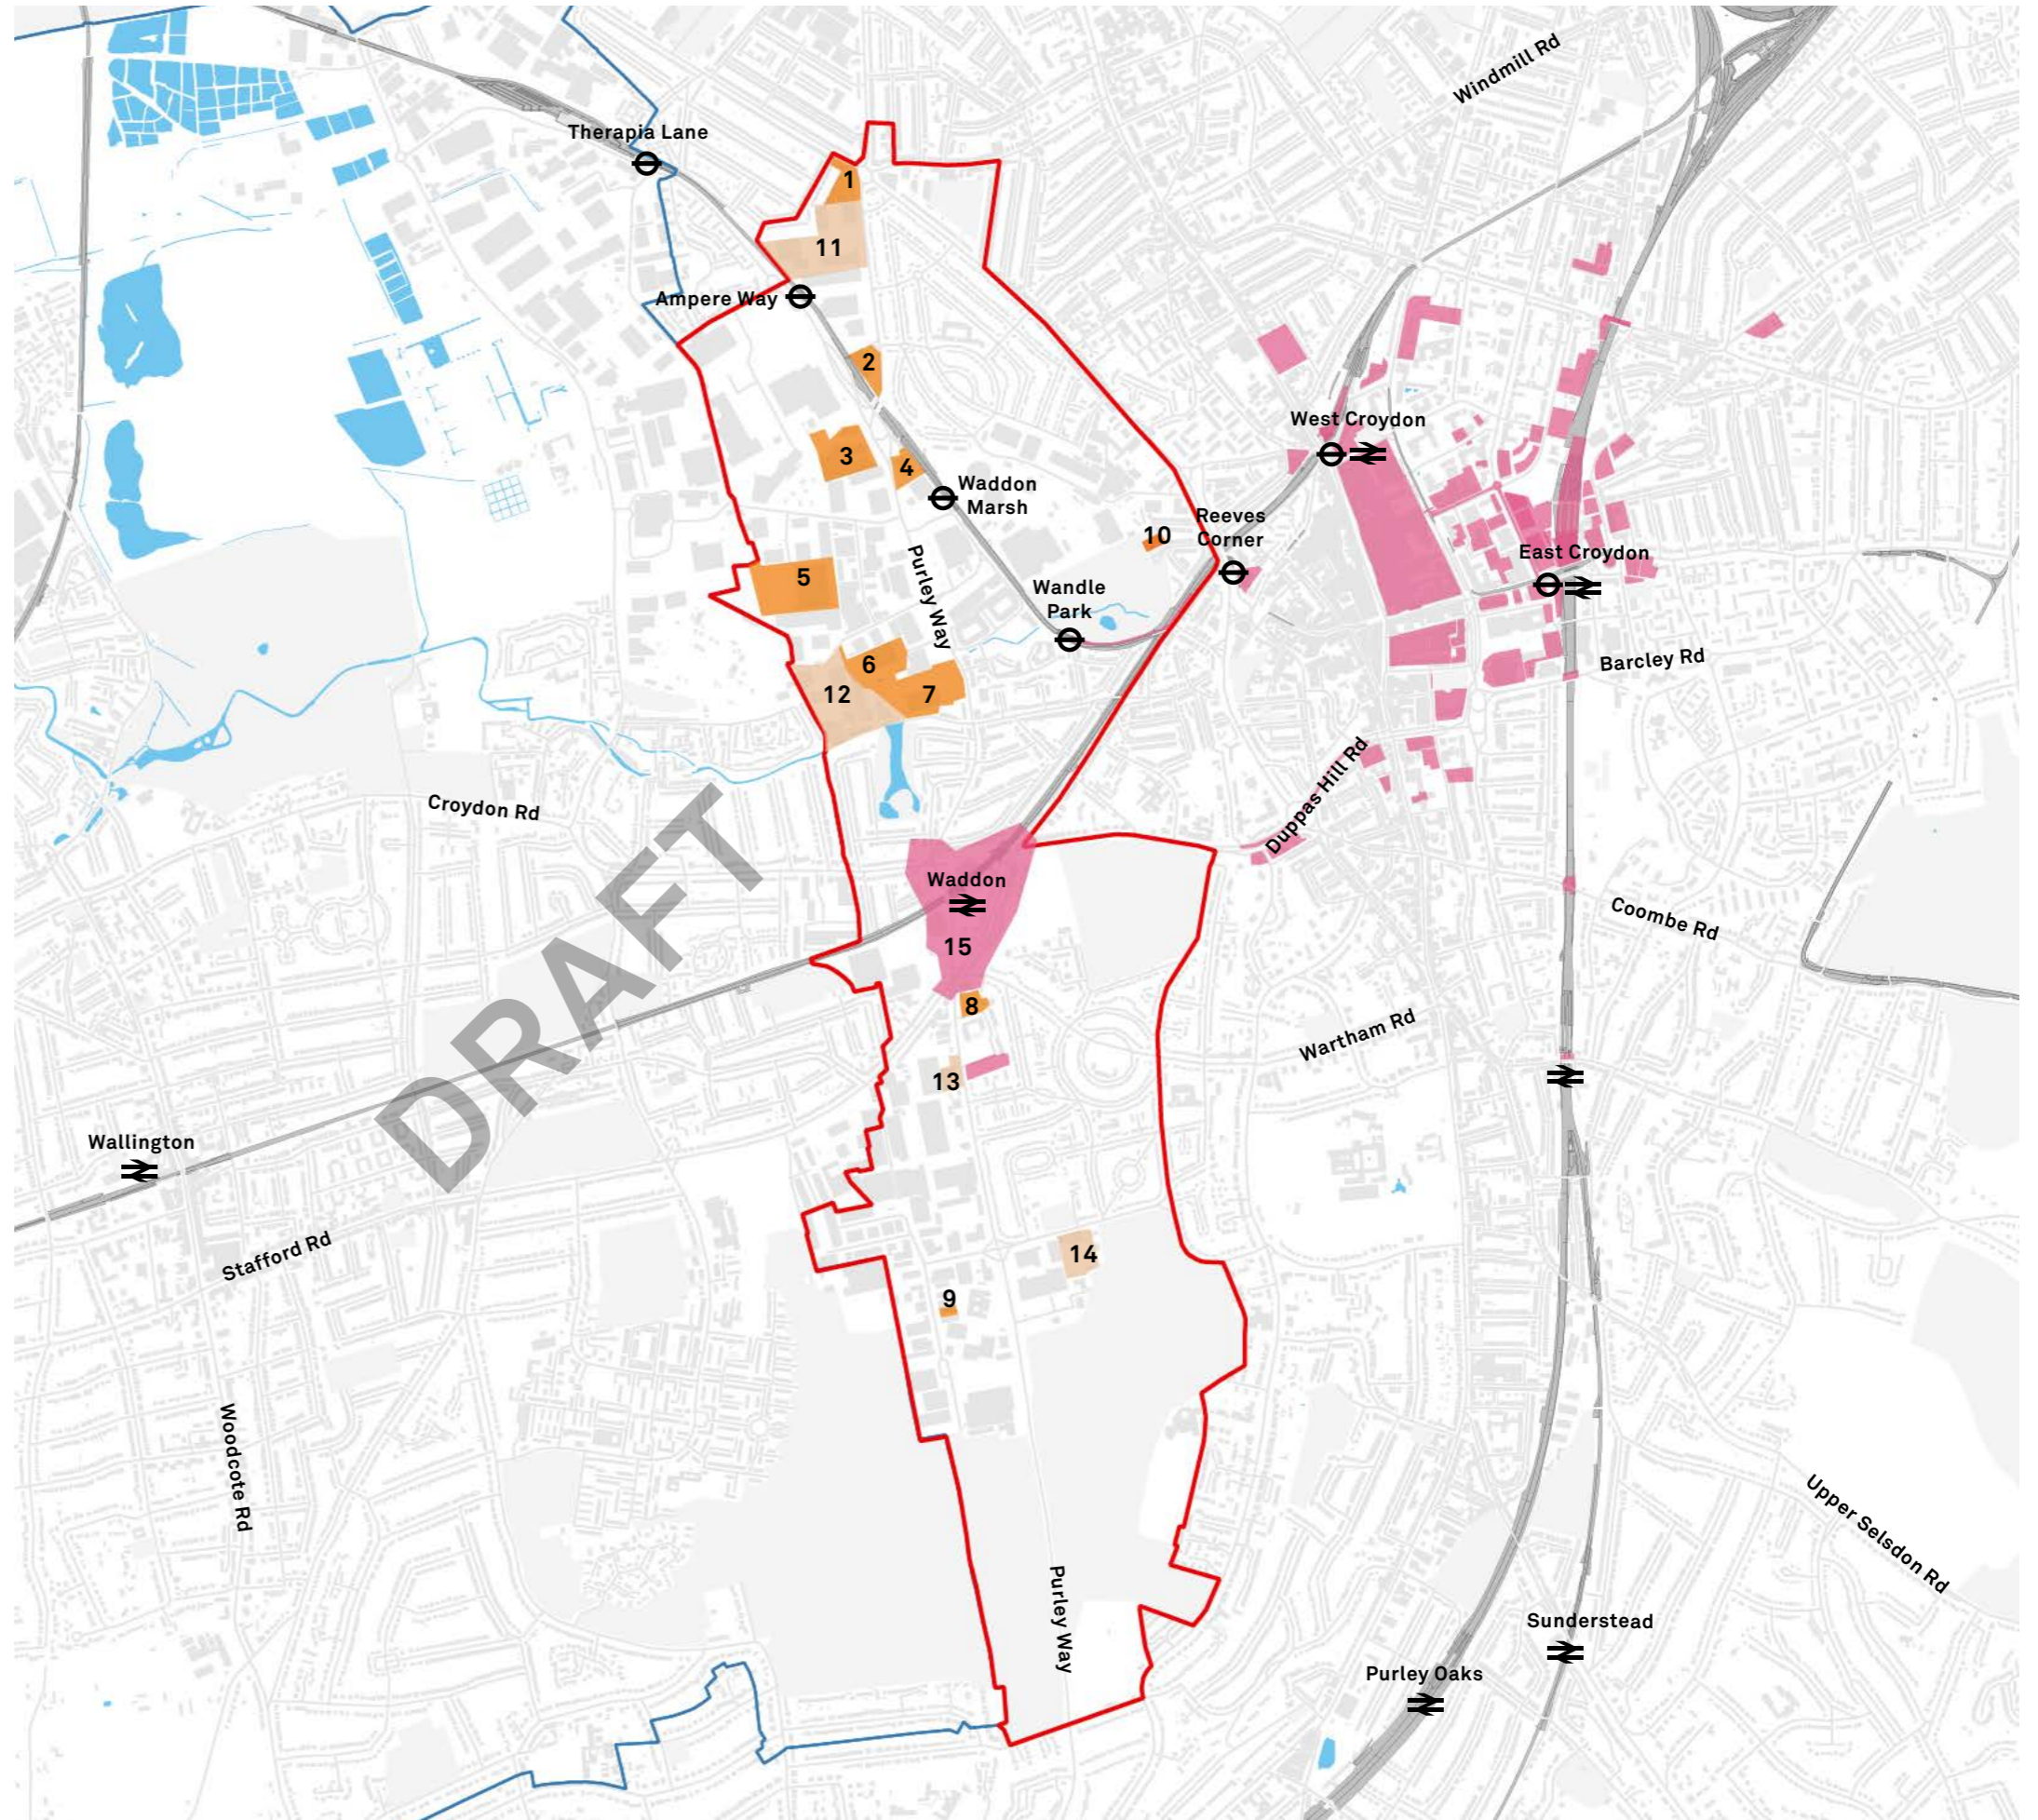 Windmill Rd
Therapia Lane
1
11
Ampere Way
2
West Croydon
3
4
Waddon
Marsh
Reeves
Corner
10
East Croydon
5
Purley Way
Wandle
Park
6
Barcley Rd
12
7
Duppas Hill Rd
Croydon Rd
DRAFT
Waddon
15
Coombe Rd
8
Wartham Rd
13
Wallington
Stafford Rd
14
9
Woodcote Rd
Upper Selsdon Rd
Purley Way
Sunderstead
Purley Oaks